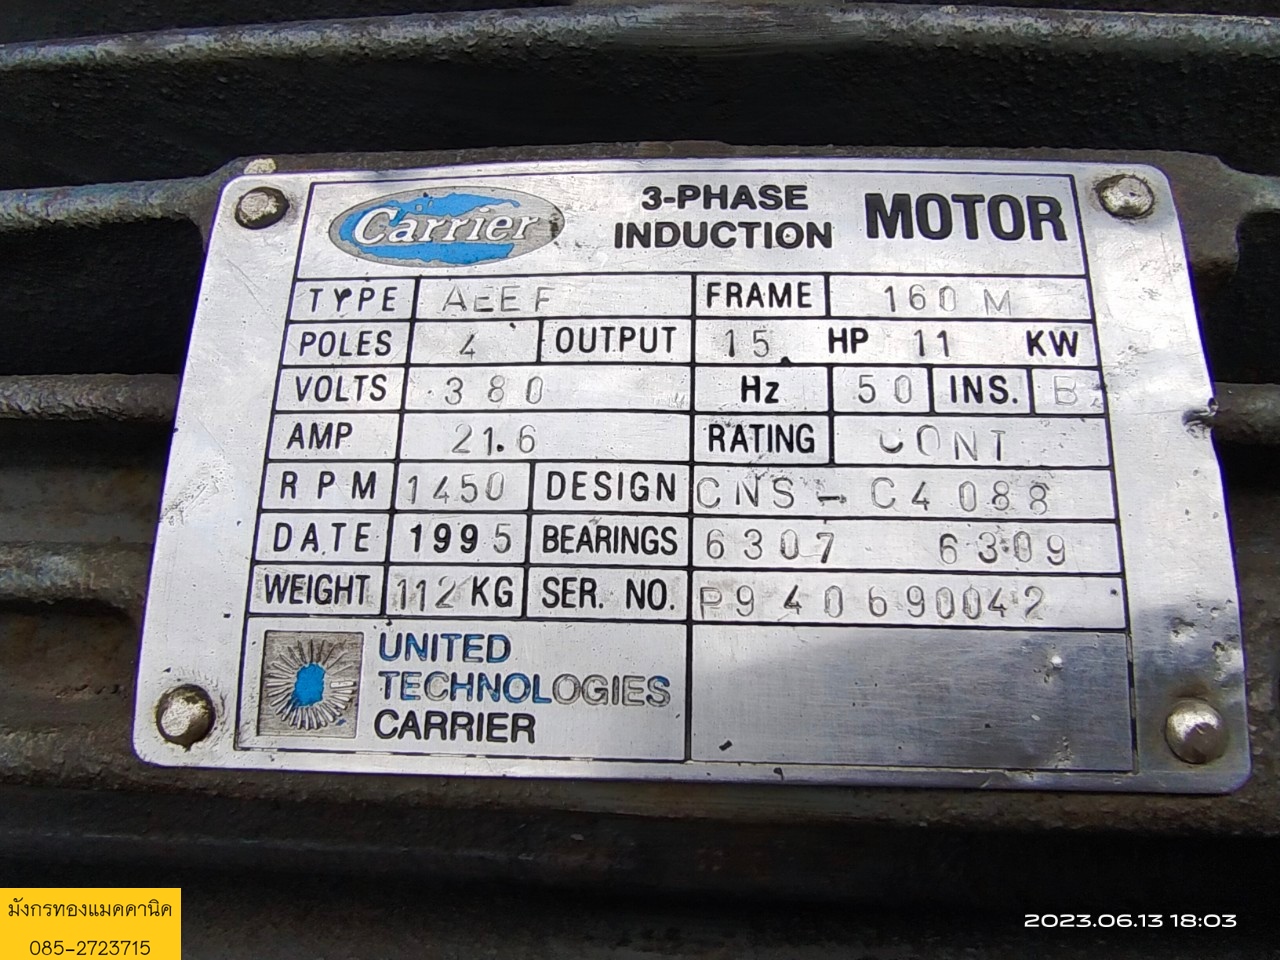 Carrier
3-PHASE
INDUCTION MOTOR
TYPE AEEF FRAME 160 M
POLES 4 OUTPUT 15 HP 11 KW
VOLTS 380 Hz 50 INS. B
AMP 21.6 RATING CONT
RPM 1450 DESIGN CNS-C4088
DATE 1995 BEARINGS 6307 6309
WEIGHT 112KG SER. NO. P940690042
UNITED
TECHNOLOGIES
CARRIER
มังกรทองแมคคานิค
085-2723715
2023.06.13 18:03